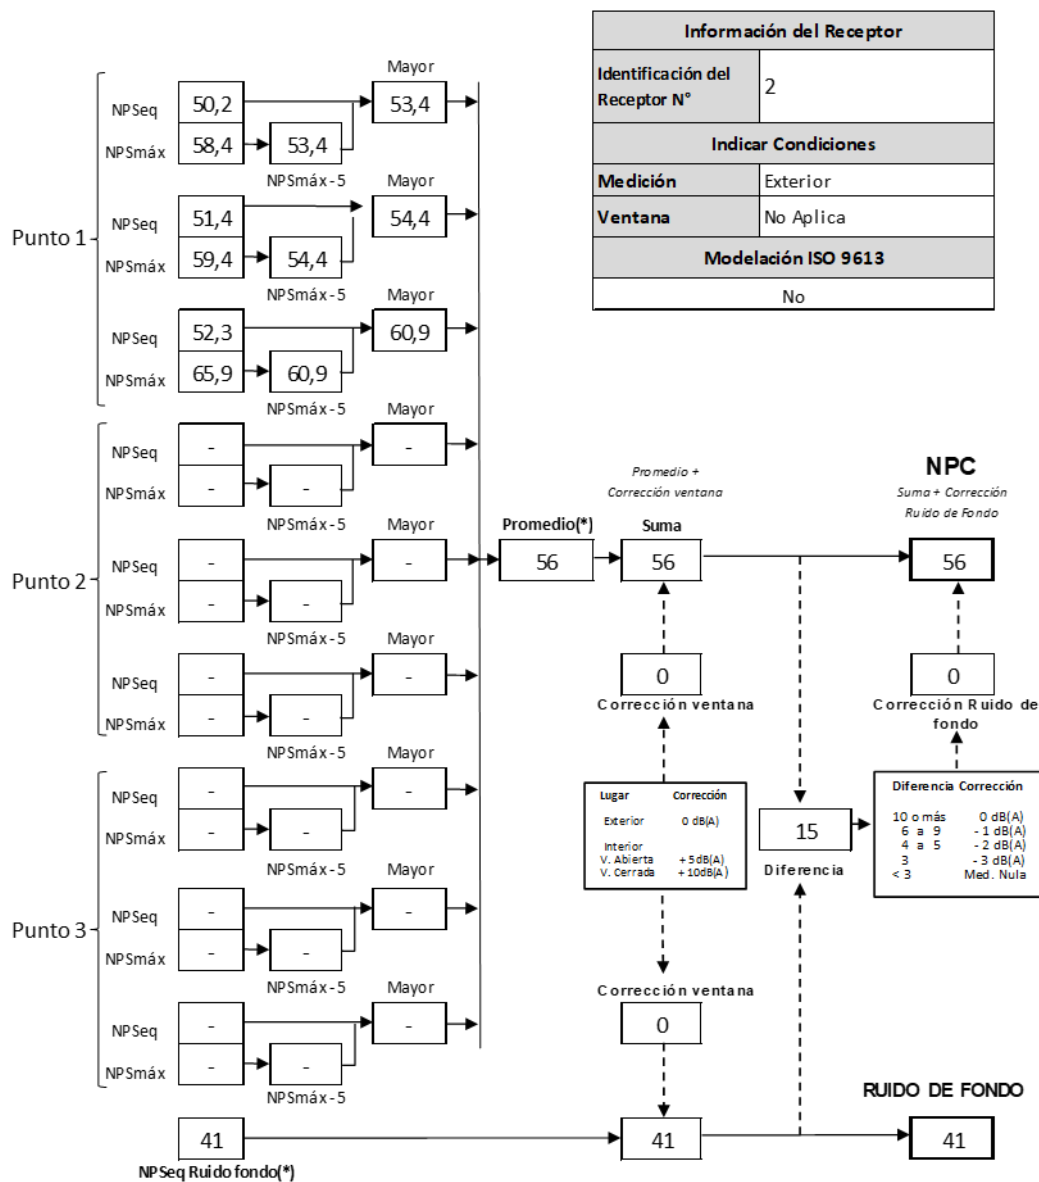 Información del Receptor
Identificación del Receptor N°
2
Indicar Condiciones
Medición
Exterior
Ventana
No Aplica
Modelación ISO 9613
No
Punto 1
Mayor
NPSeq
50,2
53,4
NPSmáx
58,4
53,4
NPSmáx-5
Mayor
NPSeq
51,4
54,4
NPSmáx
59,4
54,4
NPSmáx-5
Mayor
NPSeq
52,3
60,9
NPSmáx
65,9
60,9
NPSmáx-5
Punto 2
Mayor
NPSeq
-
-
NPSmáx
-
-
NPSmáx-5
Mayor
NPSeq
-
-
NPSmáx
-
-
NPSmáx-5
Mayor
NPSeq
-
-
NPSmáx
-
-
NPSmáx-5
Punto 3
Mayor
NPSeq
-
-
NPSmáx
-
-
NPSmáx-5
Mayor
NPSeq
-
-
NPSmáx
-
-
NPSmáx-5
Mayor
NPSeq
-
-
NPSmáx
-
-
NPSmáx-5
41
NPSeq Ruido fondo(*)
Promedio(*)
56
Promedio +
Corrección ventana
Suma
56
0
Corrección ventana
Lugar Corrección
Exterior 0 dB(A)
Interior
V. Abierta +5dB(A)
V. Cerrada +10dB(A)
Corrección ventana
0
41
15
Diferencia
NPC
Suma + Corrección
Ruido de Fondo
56
0
Corrección Ruido de
fondo
Diferencia Corrección
10 o más 0 dB(A)
6 a 9 - 1 dB(A)
4 a 5 - 2 dB(A)
3 - 3 dB(A)
< 3 Med. Nula
RUIDO DE FONDO
41